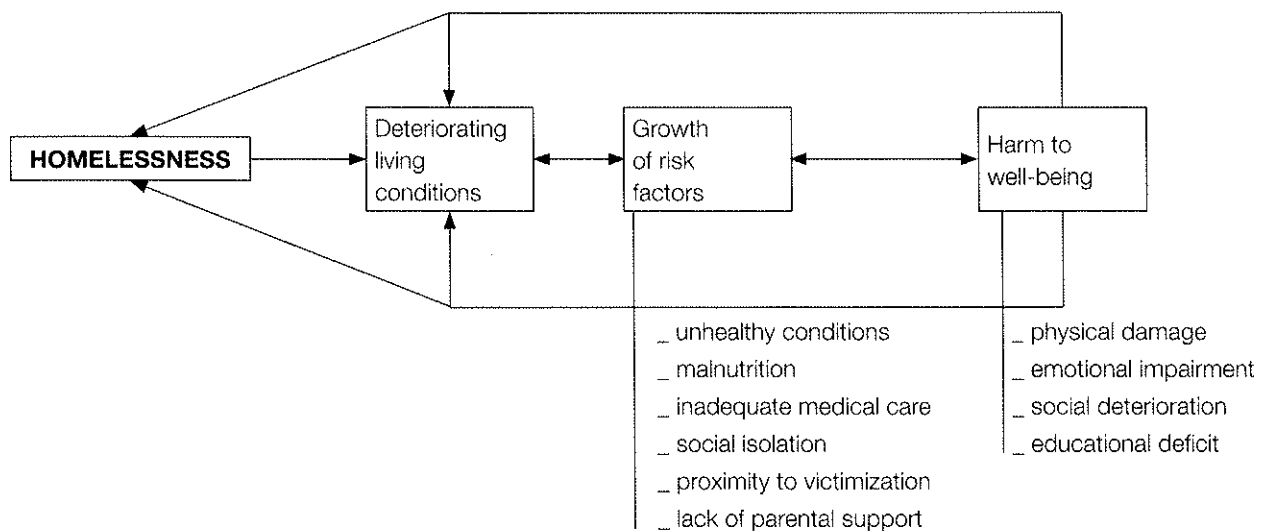 HOMELESSNESS
Deteriorating
living
conditions
Growth
of risk
factors
Harm to
well-being
_ unhealthy conditions
_ malnutrition
_ inadequate medical care
_ social isolation
_ proximity to victimization
_ lack of parental support
_ physical damage
_ emotional impairment
_ social deterioration
_ educational deficit